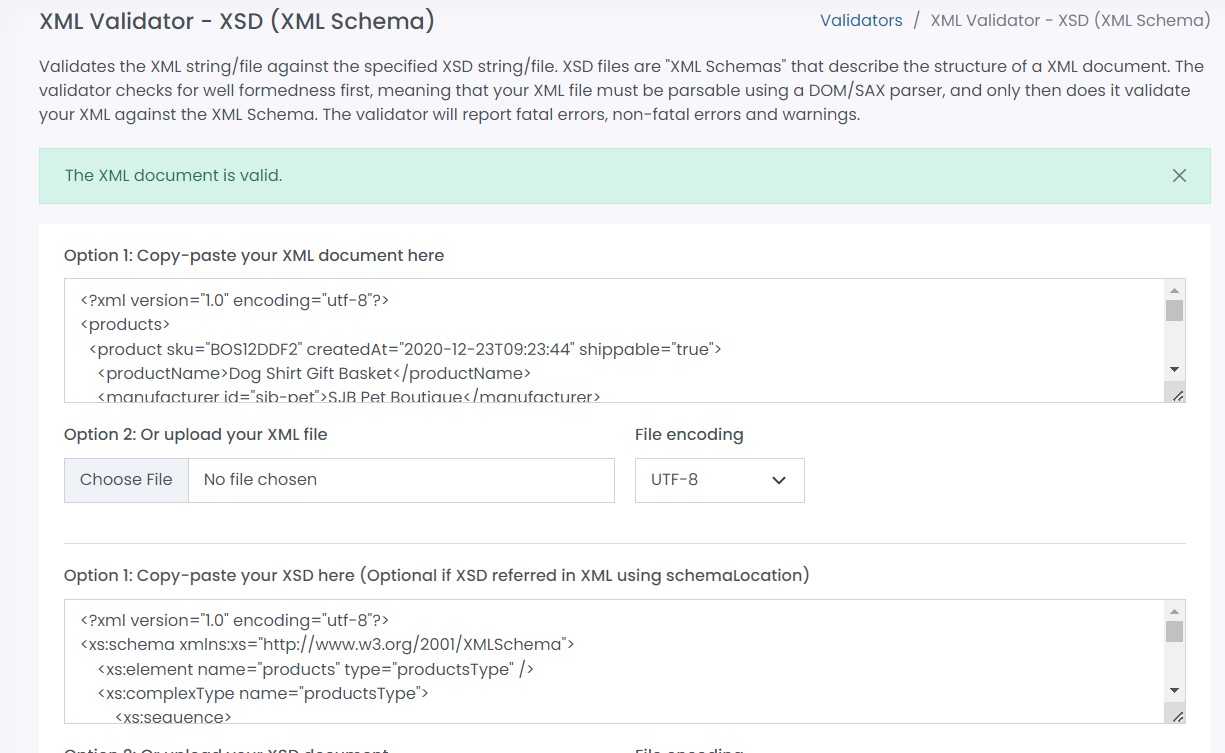 XML Validator - XSD (XML Schema)
Validators / XML Validator - XSD (XML Schema)
Validates the XML string/file against the specified XSD string/file. XSD files are "XML Schemas" that describe the structure of a XML document. The
validator checks for well formedness first, meaning that your XML file must be parsable using a DOM/SAX parser, and only then does it validate
your XML against the XML Schema. The validator will report fatal errors, non-fatal errors and warnings.
The XML document is valid.
Option 1: Copy-paste your XML document here
<?xml version="1.0" encoding="utf-8"?>
<products>
<product sku="BOS12DDF2" createdAt="2020-12-23T09:23:44" shippable="true">
<productName>Dog Shirt Gift Basket</productName>
<manufacturer id="sjb-pet">SJB Pet Boutique</manufacturer>
Option 2: Or upload your XML file
File encoding
Choose File No file chosen
UTF-8
Option 1: Copy-paste your XSD here (Optional if XSD referred in XML using schemaLocation)
<?xml version="1.0" encoding="utf-8"?>
<xs:schema xmlns:xs="http://www.w3.org/2001/XMLSchema">
<xs:element name="products" type="productsType" />
<xs:complexType name="productsType">
<xs:sequence>
Option 2: Or upload your XSD document
File encoding